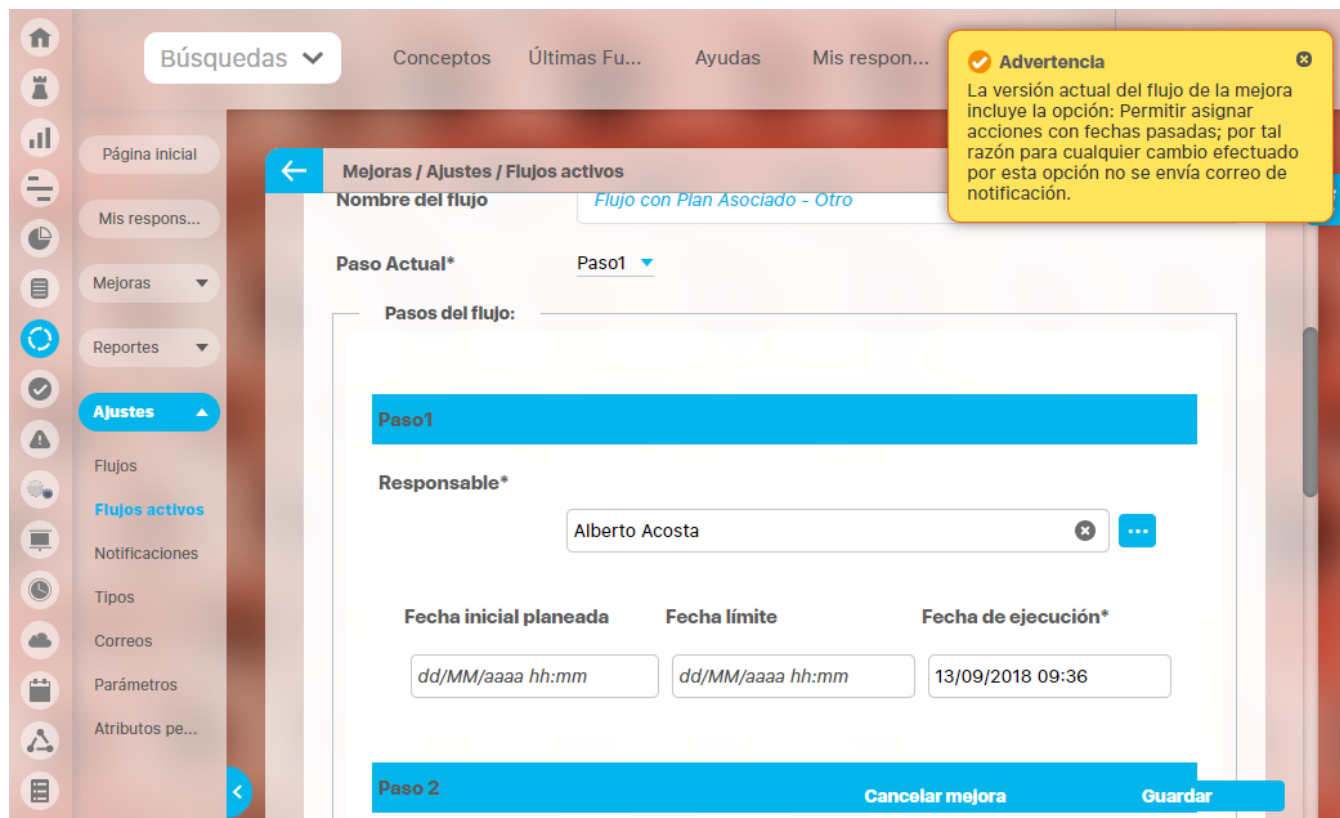 Búsquedas
Conceptos
Últimas Fu...
Ayudas
Mis respon...
Advertencia
La versión actual del flujo de la mejora
incluye la opción: Permitir asignar
acciones con fechas pasadas; por tal
razón para cualquier cambio efectuado
por esta opción no se envía correo de
notificación.
Página inicial
Mis respons...
Mejoras
Reportes
Ajustes
Flujos
Flujos activos
Notificaciones
Tipos
Correos
Parámetros
Atributos pe...
Mejoras / Ajustes / Flujos activos
Nombre del flujo
Flujo con Plan Asociado - Otro
Paso Actual*
Paso1
Pasos del flujo:
Paso1
Responsable*
Alberto Acosta
Fecha inicial planeada
Fecha límite
Fecha de ejecución*
dd/MM/aaaa hh:mm
dd/MM/aaaa hh:mm
13/09/2018 09:36
Paso 2
Cancelar mejora
Guardar